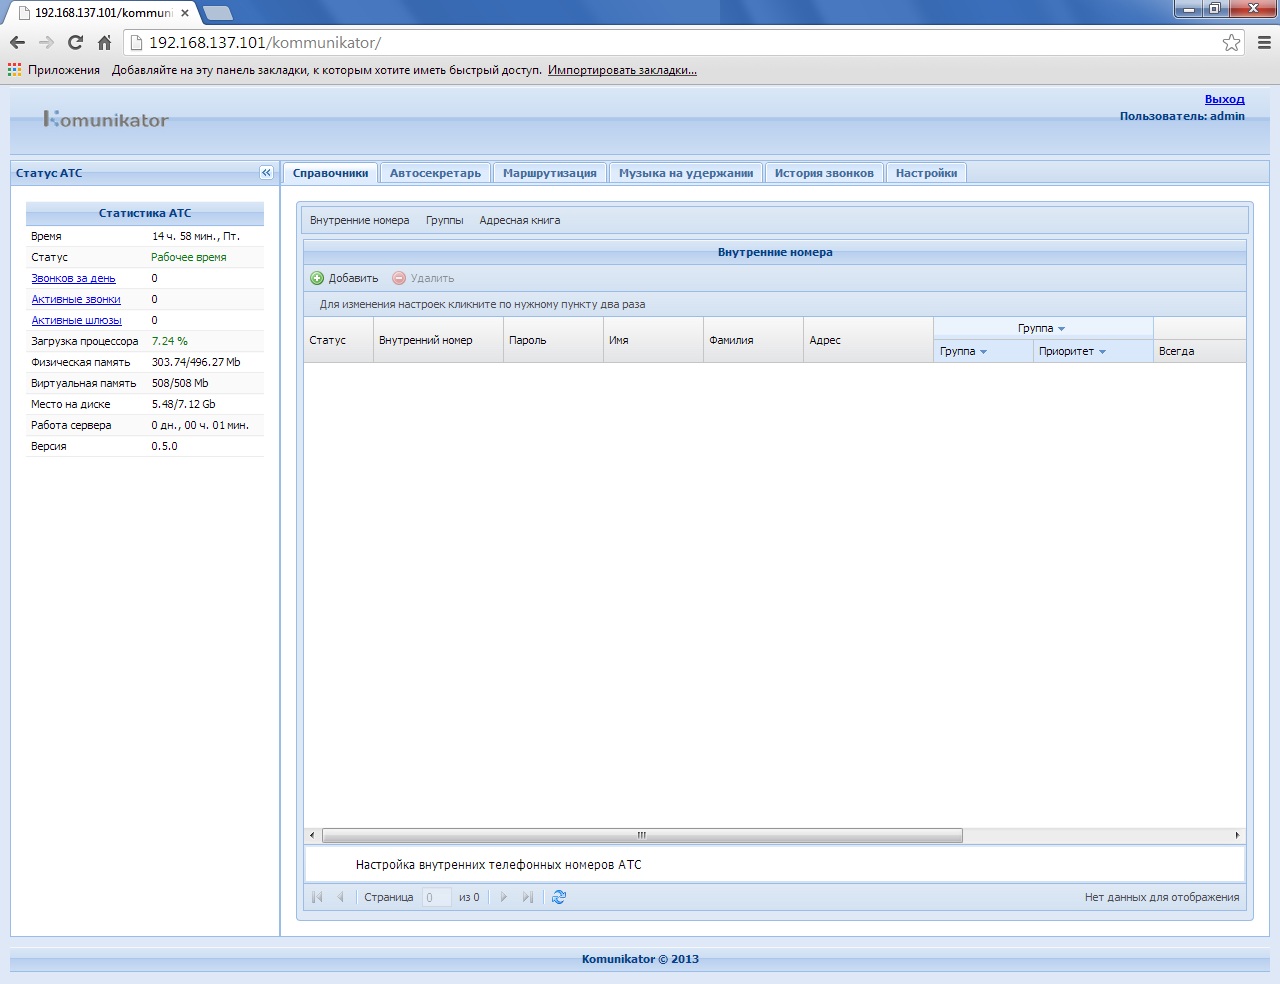 192.168.137.101/kommuni
192.168.137.101/kommunikator/
Приложения Добавляйте на эту панель закладки, к которым хотите иметь быстрый доступ. Импортировать закладки...
Komunikator
Выход
Пользователь: admin
Статус АТС
Справочники Автосекретарь Маршрутизация Музыка на удержании История звонков Настройки
Статистика АТС
Время 14 ч. 58 мин., Пт.
Статус Рабочее время
Звонков за день 0
Активные звонки 0
Активные шлюзы 0
Загрузка процессора 7.24 %
Физическая память 303.74/496.27 Mb
Виртуальная память 508/508 Mb
Место на диске 5.48/7.12 Gb
Работа сервера 0 дн., 00 ч. 01 мин.
Версия 0.5.0
Внутренние номера Группы Адресная книга
Внутренние номера
Добавить Удалить
Для изменения настроек кликните по нужному пункту два раза
Статус Внутренний номер Пароль Имя Фамилия Адрес Группа
Группа Приоритет Всегда
Настройка внутренних телефонных номеров АТС
Страница 0 из 0 Нет данных для отображения
Komunikator © 2013